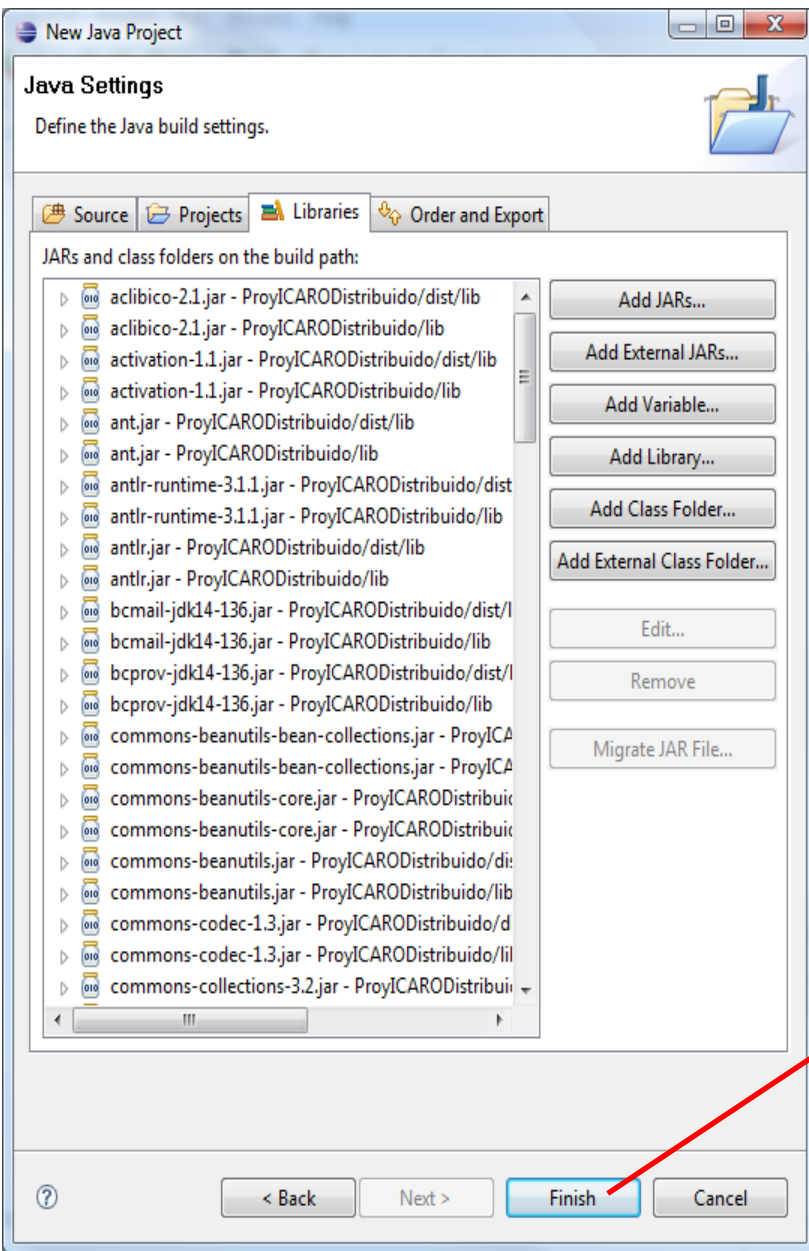 New Java Project
Java Settings
Define the Java build settings.
Source Projects Libraries Order and Export
JARs and class folders on the build path:
aclibico-2.1.jar - ProyICARODistribuido/dist/lib
aclibico-2.1.jar - ProyICARODistribuido/lib
activation-1.1.jar - ProyICARODistribuido/dist/lib
activation-1.1.jar - ProyICARODistribuido/lib
ant.jar - ProyICARODistribuido/dist/lib
ant.jar - ProyICARODistribuido/lib
antlr-runtime-3.1.1.jar - ProyICARODistribuido/dist
antlr-runtime-3.1.1.jar - ProyICARODistribuido/lib
antlr.jar - ProyICARODistribuido/dist/lib
antlr.jar - ProyICARODistribuido/lib
bcmail-jdk14-136.jar - ProyICARODistribuido/dist/l
bcmail-jdk14-136.jar - ProyICARODistribuido/lib
bcprov-jdk14-136.jar - ProyICARODistribuido/dist/l
bcprov-jdk14-136.jar - ProyICARODistribuido/lib
commons-beanutils-bean-collections.jar - ProyICA
commons-beanutils-bean-collections.jar - ProyICA
commons-beanutils-core.jar - ProyICARODistribuid
commons-beanutils-core.jar - ProyICARODistribuid
commons-beanutils.jar - ProyICARODistribuido/dis
commons-beanutils.jar - ProyICARODistribuido/lib
commons-codec-1.3.jar - ProyICARODistribuido/d
commons-codec-1.3.jar - ProyICARODistribuido/lil
commons-collections-3.2.jar - ProyICARODistribui
Add JARs...
Add External JARs...
Add Variable...
Add Library...
Add Class Folder...
Add External Class Folder...
Edit...
Remove
Migrate JAR File...
< Back Next > Finish Cancel